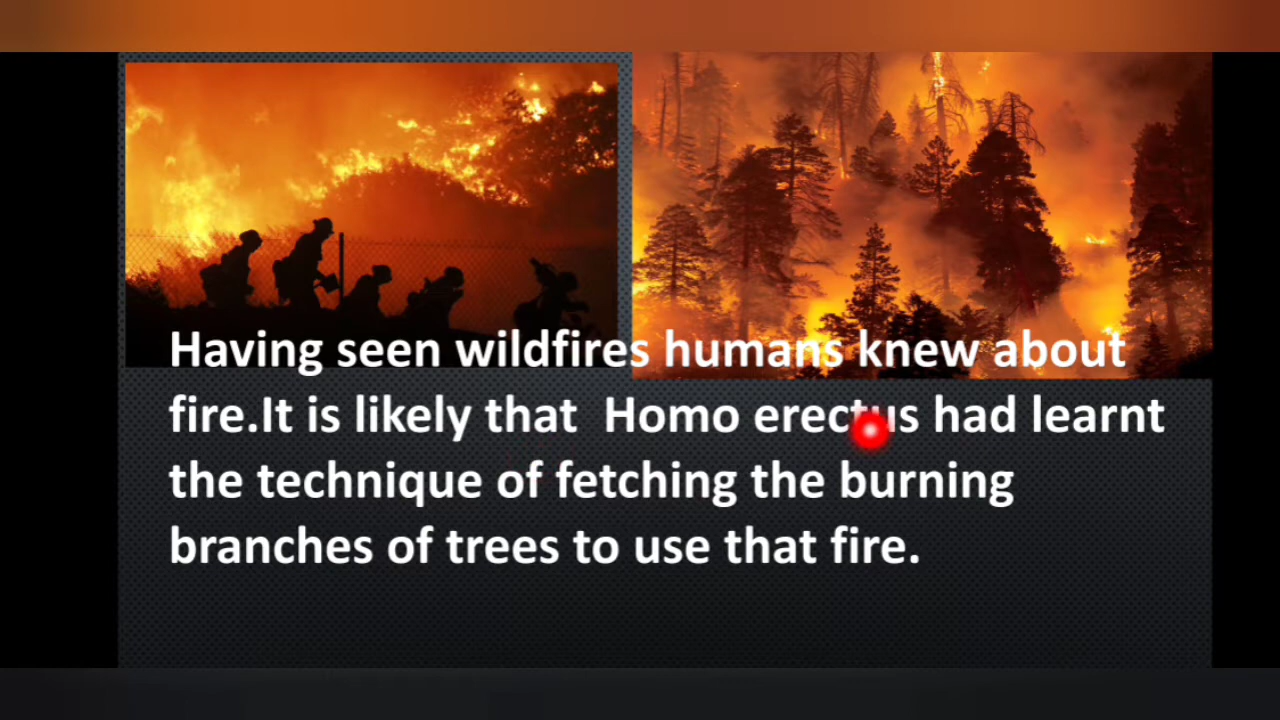 Having seen wildfires humans knew about
fire.It is likely that  Homo erectus had learnt
the technique of fetching the burning
branches of trees to use that fire.